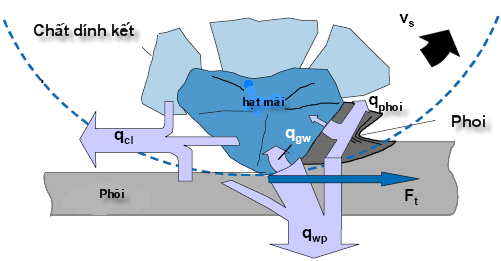 Chất dính kết
v_s
hạt mài
q_phoi
q_cl
q_gw
Phoi
Phôi
F_t
q_wp